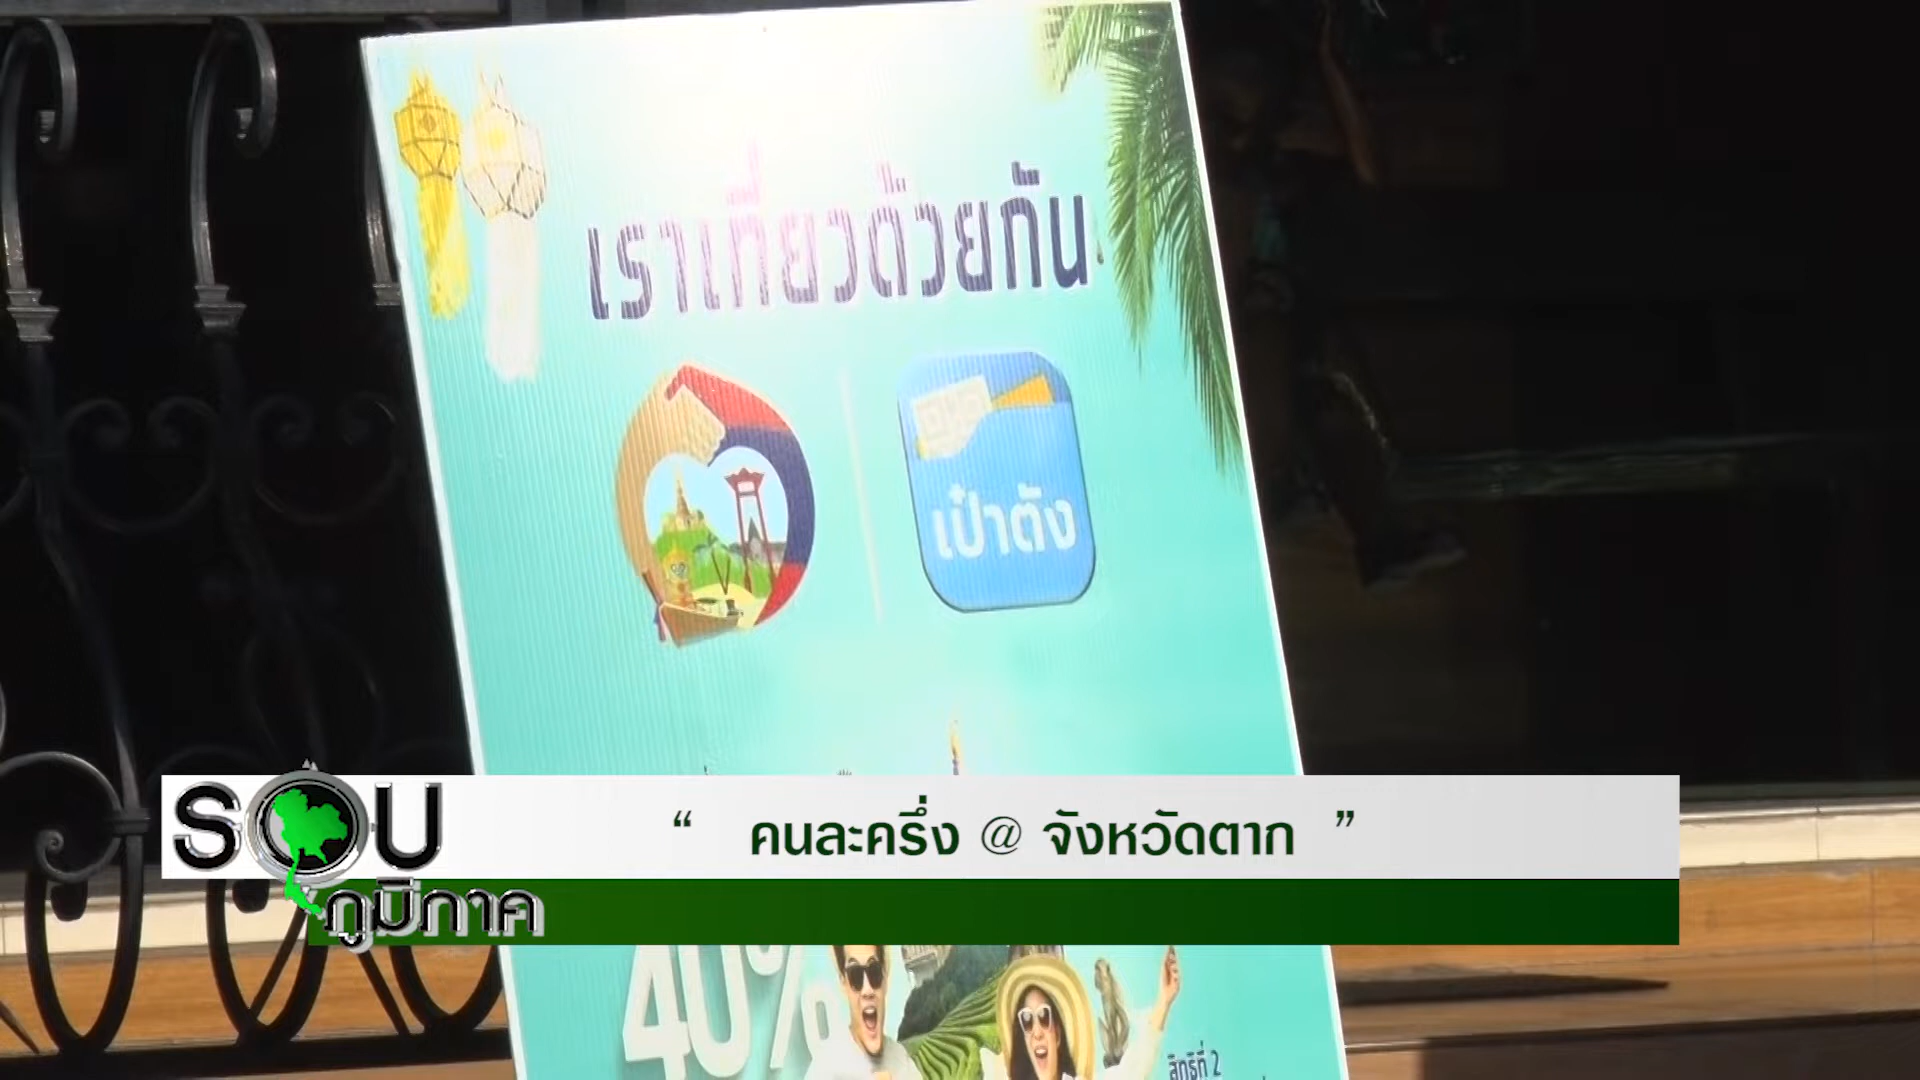 เราเที่ยวด้วยกัน
เป๋าตัง
รอบ
ภูมิภาค
“ คนละครึ่ง @ จังหวัดตาก ”
40%
สิทธิที่ 2